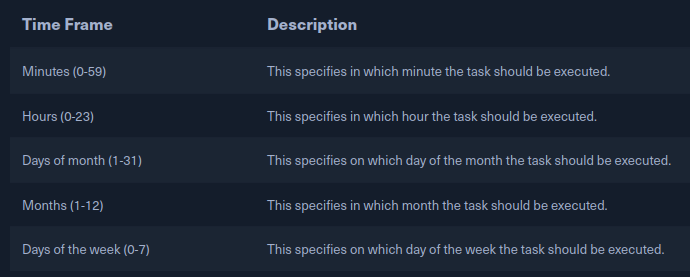 Time Frame Description
Minutes (0-59) This specifies in which minute the task should be executed.
Hours (0-23) This specifies in which hour the task should be executed.
Days of month (1-31) This specifies on which day of the month the task should be executed.
Months (1-12) This specifies in which month the task should be executed.
Days of the week (0-7) This specifies on which day of the week the task should be executed.